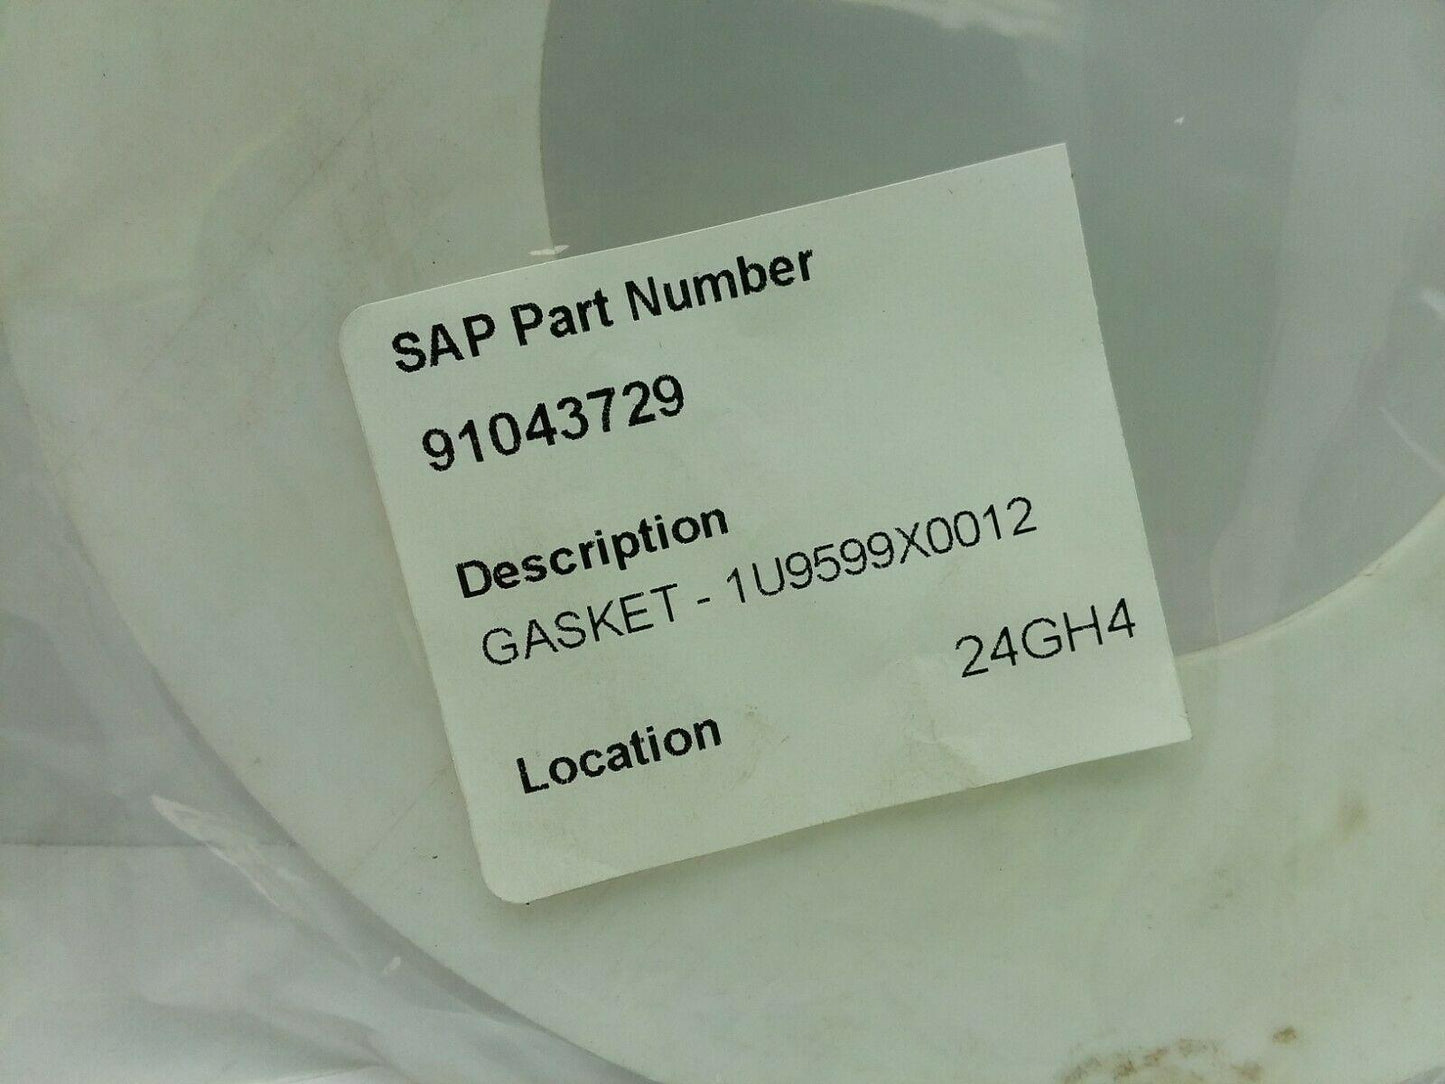 SAP Part Number
91043729
Description
GASKET - 1U9599X0012
24GH4
Location